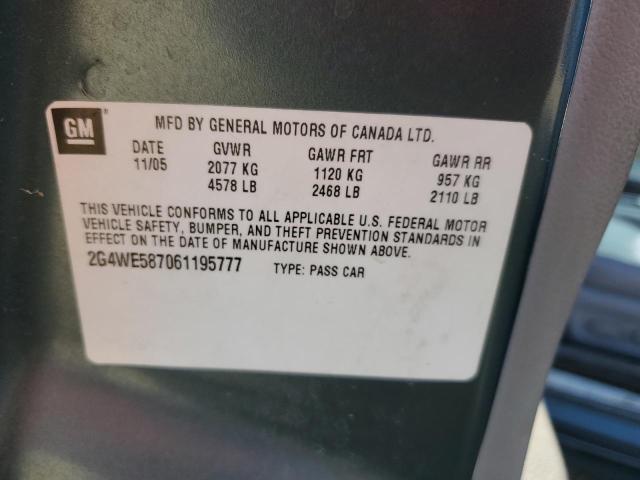 GM
MFD BY GENERAL MOTORS OF CANADA LTD.
DATE GVWR GAWR FRT GAWR RR
11/05 2077 KG 1120 KG 957 KG
4578 LB 2468 LB 2110 LB
THIS VEHICLE CONFORMS TO ALL APPLICABLE U.S. FEDERAL MOTOR
VEHICLE SAFETY, BUMPER, AND THEFT PREVENTION STANDARDS IN
EFFECT ON THE DATE OF MANUFACTURE SHOWN ABOVE.
2G4WE587061195777 TYPE: PASS CAR